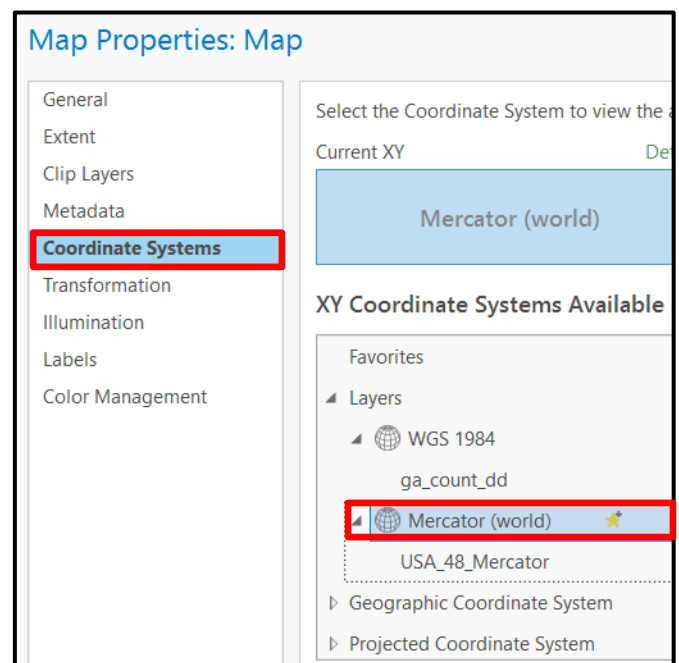 Map Properties: Map
General
Extent
Clip Layers
Metadata
Coordinate Systems
Transformation
Illumination
Labels
Color Management
Select the Coordinate System to view the
Current XY
Mercator (world)
XY Coordinate Systems Available
Favorites
Layers
WGS 1984
ga_count_dd
Mercator (world)
USA_48_Mercator
Geographic Coordinate System
Projected Coordinate System